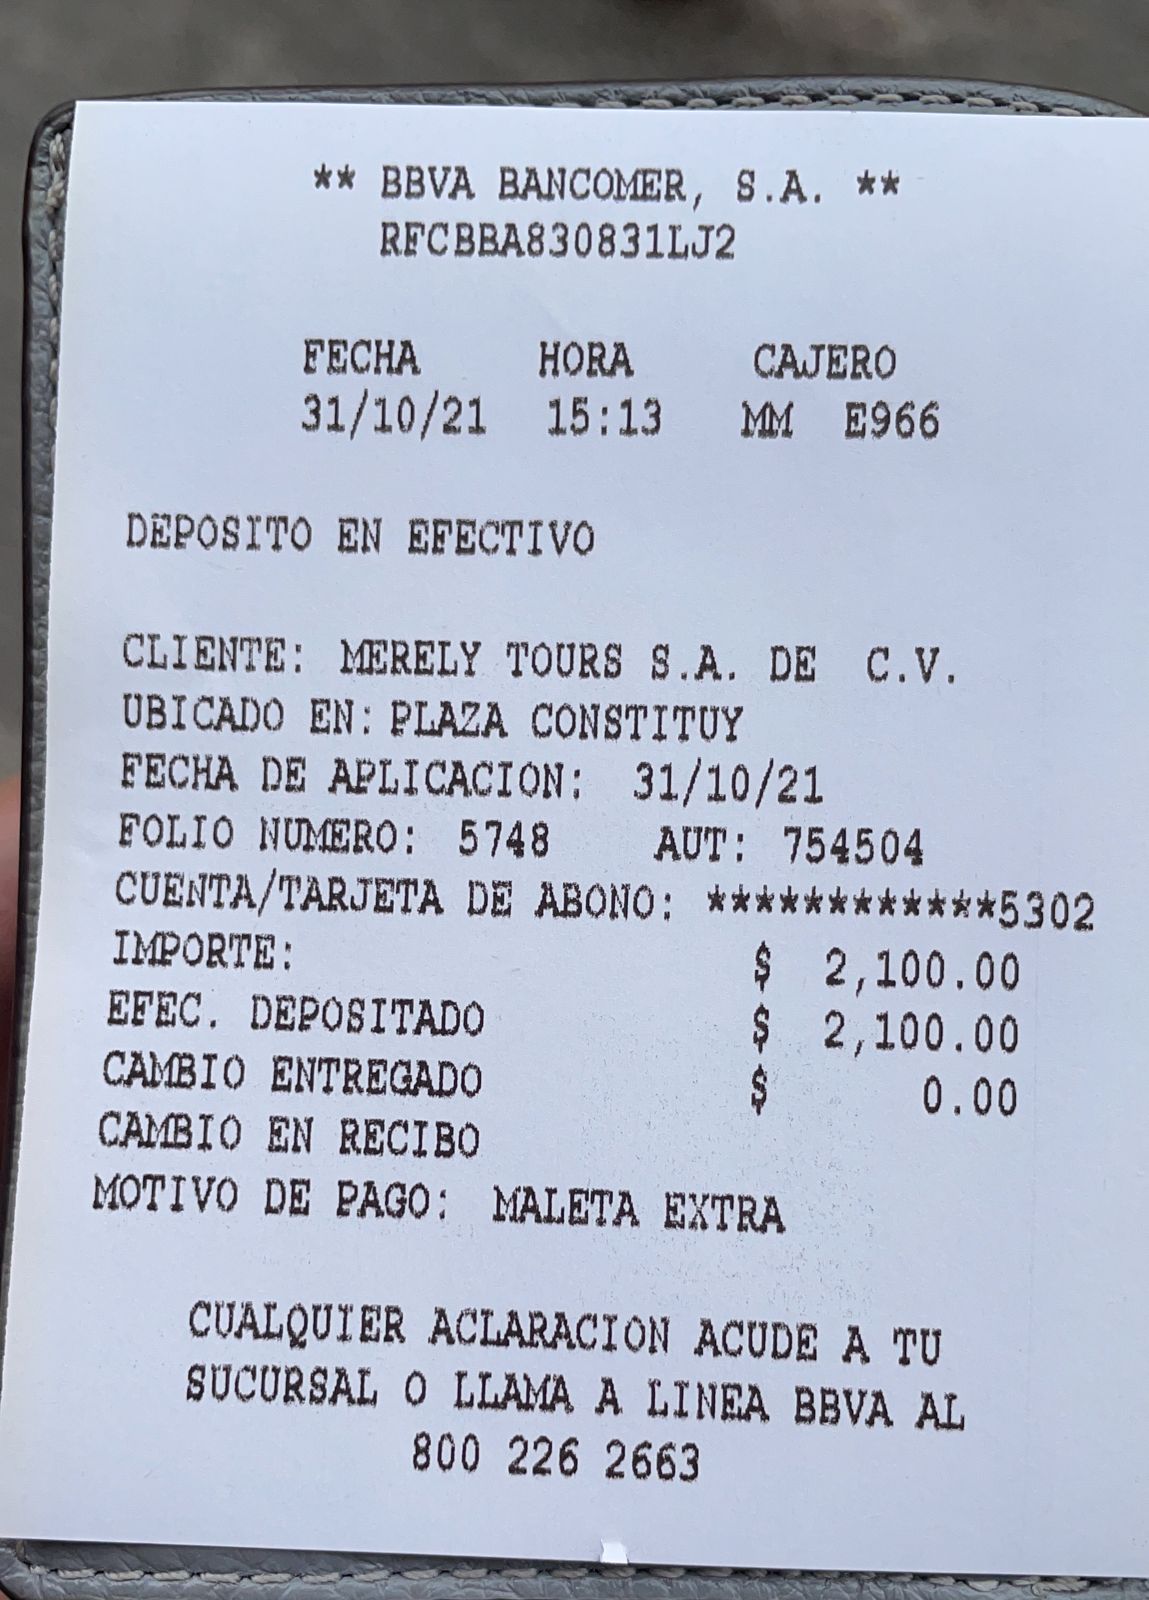 ** BBVA BANCOMER, S.A. **
RFCBBA830831LJ2
FECHA HORA CAJERO
31/10/21 15:13 MM E966
DEPOSITO EN EFECTIVO
CLIENTE: MERELY TOURS S.A. DE C.V.
UBICADO EN: PLAZA CONSTITUY
FECHA DE APLICACION: 31/10/21
FOLIO NUMERO: 5748 AUT: 754504
CUENTA/TARJETA DE ABONO: ************5302
IMPORTE: $ 2,100.00
EFEC. DEPOSITADO $ 2,100.00
CAMBIO ENTREGADO $ 0.00
CAMBIO EN RECIBO
MOTIVO DE PAGO: MALETA EXTRA
CUALQUIER ACLARACION ACUDE A TU
SUCURSAL O LLAMA A LINEA BBVA AL
800 226 2663